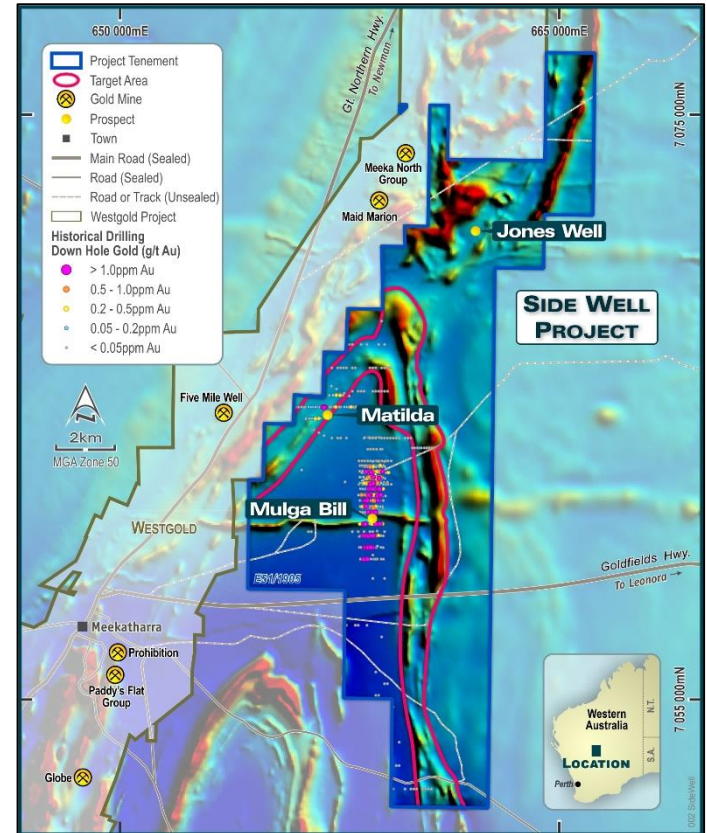 650 000mE
665 000mE
Project Tenement
Target Area
Gold Mine
Prospect
Town
Main Road (Sealed)
Road (Sealed)
Road or Track (Unsealed)
Westgold Project
Historical Drilling
Down Hole Gold (g/t Au)
> 1.0ppm Au
0.5 - 1.0ppm Au
0.2 - 0.5ppm Au
0.05 - 0.2ppm Au
< 0.05ppm Au
2km
MGA Zone 50
Gt. Northern Hwy.
To Newman
7 075 000mN
Meeka North
Group
Maid Marion
Jones Well
SIDE WELL
PROJECT
Five Mile Well
Matilda
Mulga Bill
WESTGOLD
E51/1905
Goldfields Hwy.
To Leonora
Meekatharra
Prohibition
Paddy's Flat
Group
Globe
7 055 000mN
Western
Australia
N.T.
S.A.
LOCATION
Perth
002 SideWell